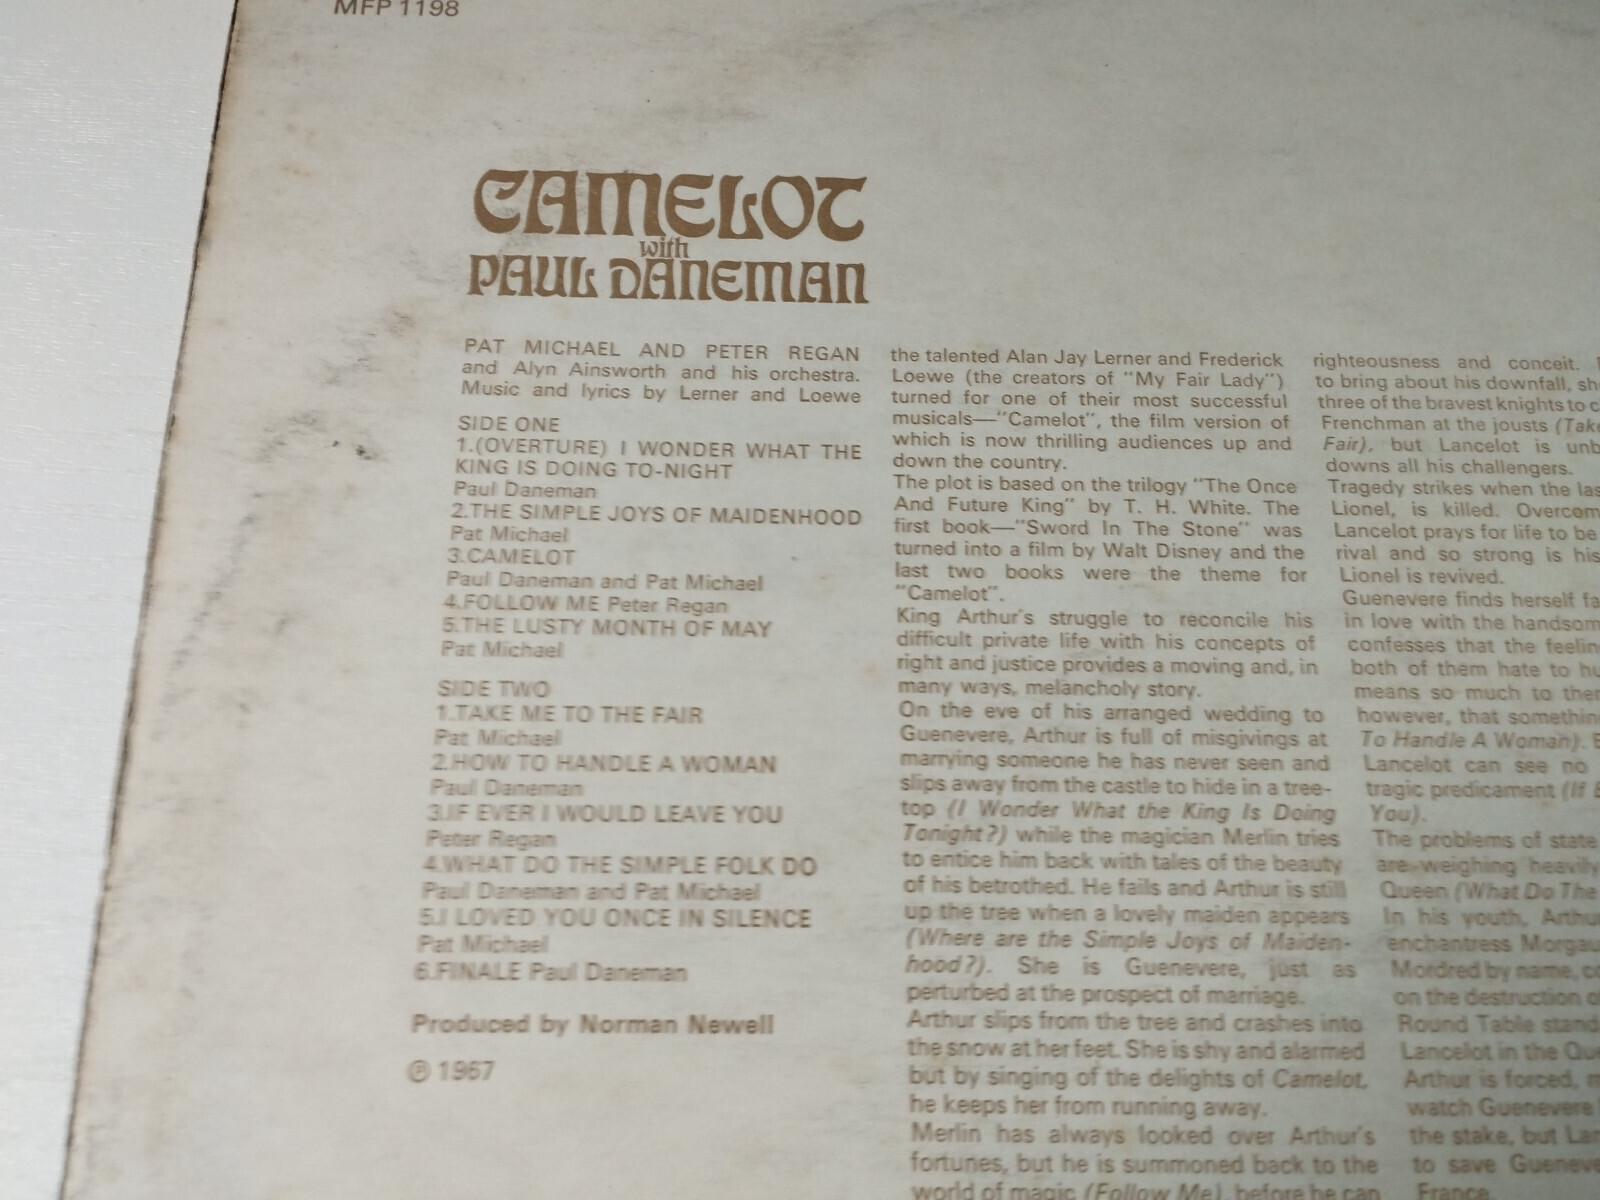 MFP 1198
CAMELOT
with
PAUL DANEMAN
PAT MICHAEL AND PETER REGAN
and Alyn Ainsworth and his orchestra.
Music and lyrics by Lerner and Loewe
SIDE ONE
1.(OVERTURE) I WONDER WHAT THE
KING IS DOING TO-NIGHT
Paul Daneman
2.THE SIMPLE JOYS OF MAIDENHOOD
Pat Michael
3.CAMELOT
Paul Daneman and Pat Michael
4.FOLLOW ME Peter Regan
5.THE LUSTY MONTH OF MAY
Pat Michael
SIDE TWO
1.TAKE ME TO THE FAIR
Pat Michael
2.HOW TO HANDLE A WOMAN
Paul Daneman
3.IF EVER I WOULD LEAVE YOU
Peter Regan
4.WHAT DO THE SIMPLE FOLK DO
Paul Daneman and Pat Michael
5.I LOVED YOU ONCE IN SILENCE
Pat Michael
6.FINALE Paul Daneman
Produced by Norman Newell
℗ 1967
the talented Alan Jay Lerner and Frederick
Loewe (the creators of "My Fair Lady")
turned for one of their most successful
musicals—"Camelot", the film version of
which is now thrilling audiences up and
down the country.
The plot is based on the trilogy "The Once
And Future King" by T. H. White. The
first book—"Sword In The Stone" was
turned into a film by Walt Disney and the
last two books were the theme for
"Camelot".
King Arthur's struggle to reconcile his
difficult private life with his concepts of
right and justice provides a moving and, in
many ways, melancholy story.
On the eve of his arranged wedding to
Guenevere, Arthur is full of misgivings at
marrying someone he has never seen and
slips away from the castle to hide in a tree-
top (I Wonder What the King Is Doing
Tonight?) while the magician Merlin tries
to entice him back with tales of the beauty
of his betrothed. He fails and Arthur is still
up the tree when a lovely maiden appears
(Where are the Simple Joys of Maiden-
hood?). She is Guenevere, just as
perturbed at the prospect of marriage.
Arthur slips from the tree and crashes into
the snow at her feet. She is shy and alarmed
but by singing of the delights of Camelot,
he keeps her from running away.
Merlin has always looked over Arthur's
fortunes, but he is summoned back to the
world of magic (Follow Me), before he can
righteousness and conceit.
to bring about his downfall,
three of the bravest knights to
Frenchman at the jousts
Fair), but Lancelot is
downs all his challengers.
Tragedy strikes when the
Lionel, is killed.
Lancelot prays for life to be
rival and so strong is his
Lionel is revived.
Guenevere finds herself
in love with the
confesses that the
both of them hate to
means so much to
however, that
To Handle A Woman).
Lancelot can see no
tragic predicament (If
You).
The problems of state
are weighing heavily
Queen (What Do The
In his youth,
enchantress
Mordred by name,
on the destruction
Round Table
Lancelot in the
Arthur is forced,
watch Guenevere
the stake, but
to save
France.